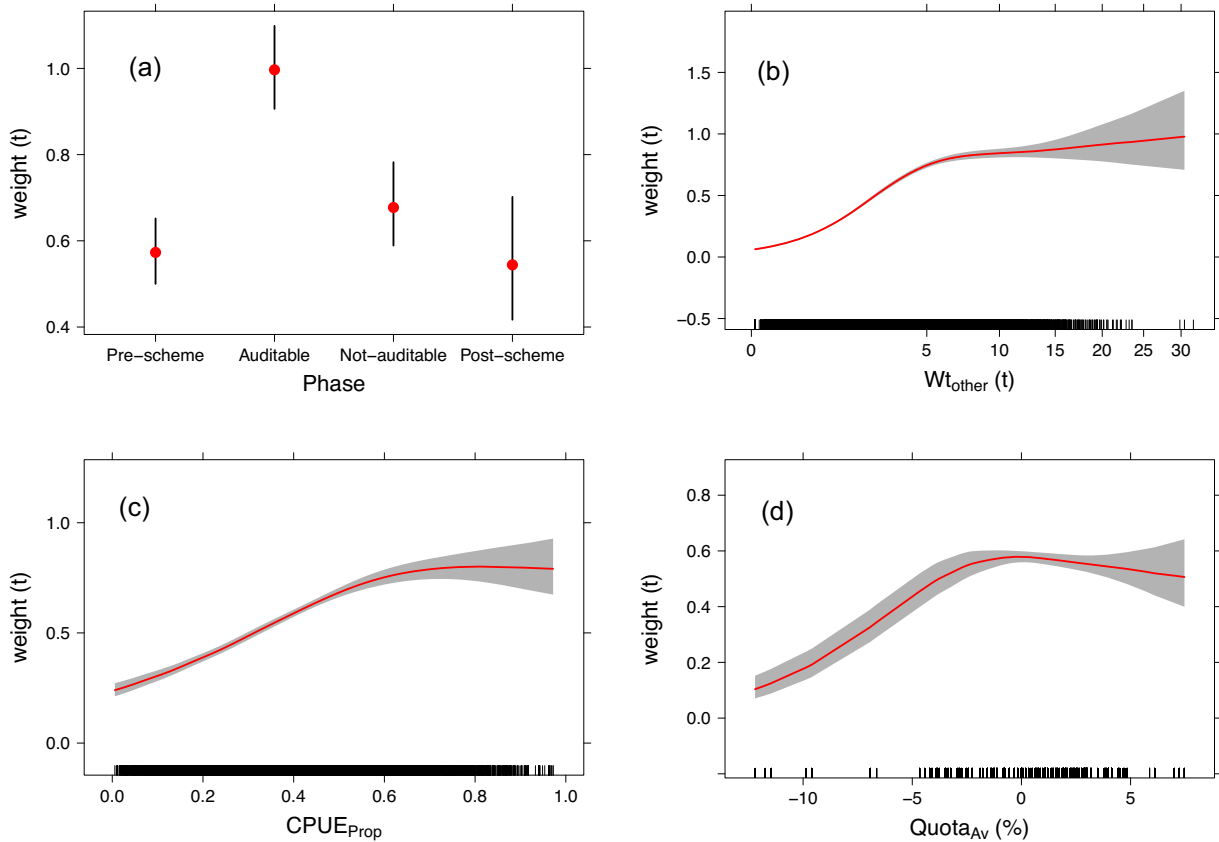 (a)
weight (t)
1.0
0.8
0.6
0.4
Pre−scheme Auditable Not−auditable Post−scheme
Phase
(b)
weight (t)
1.5
1.0
0.5
0.0
−0.5
0 5 10 15 20 25 30
Wtother (t)
(c)
weight (t)
1.0
0.5
0.0
0.0 0.2 0.4 0.6 0.8 1.0
CPUEProp
(d)
weight (t)
0.8
0.6
0.4
0.2
0.0
−10 −5 0 5
QuotaAv (%)